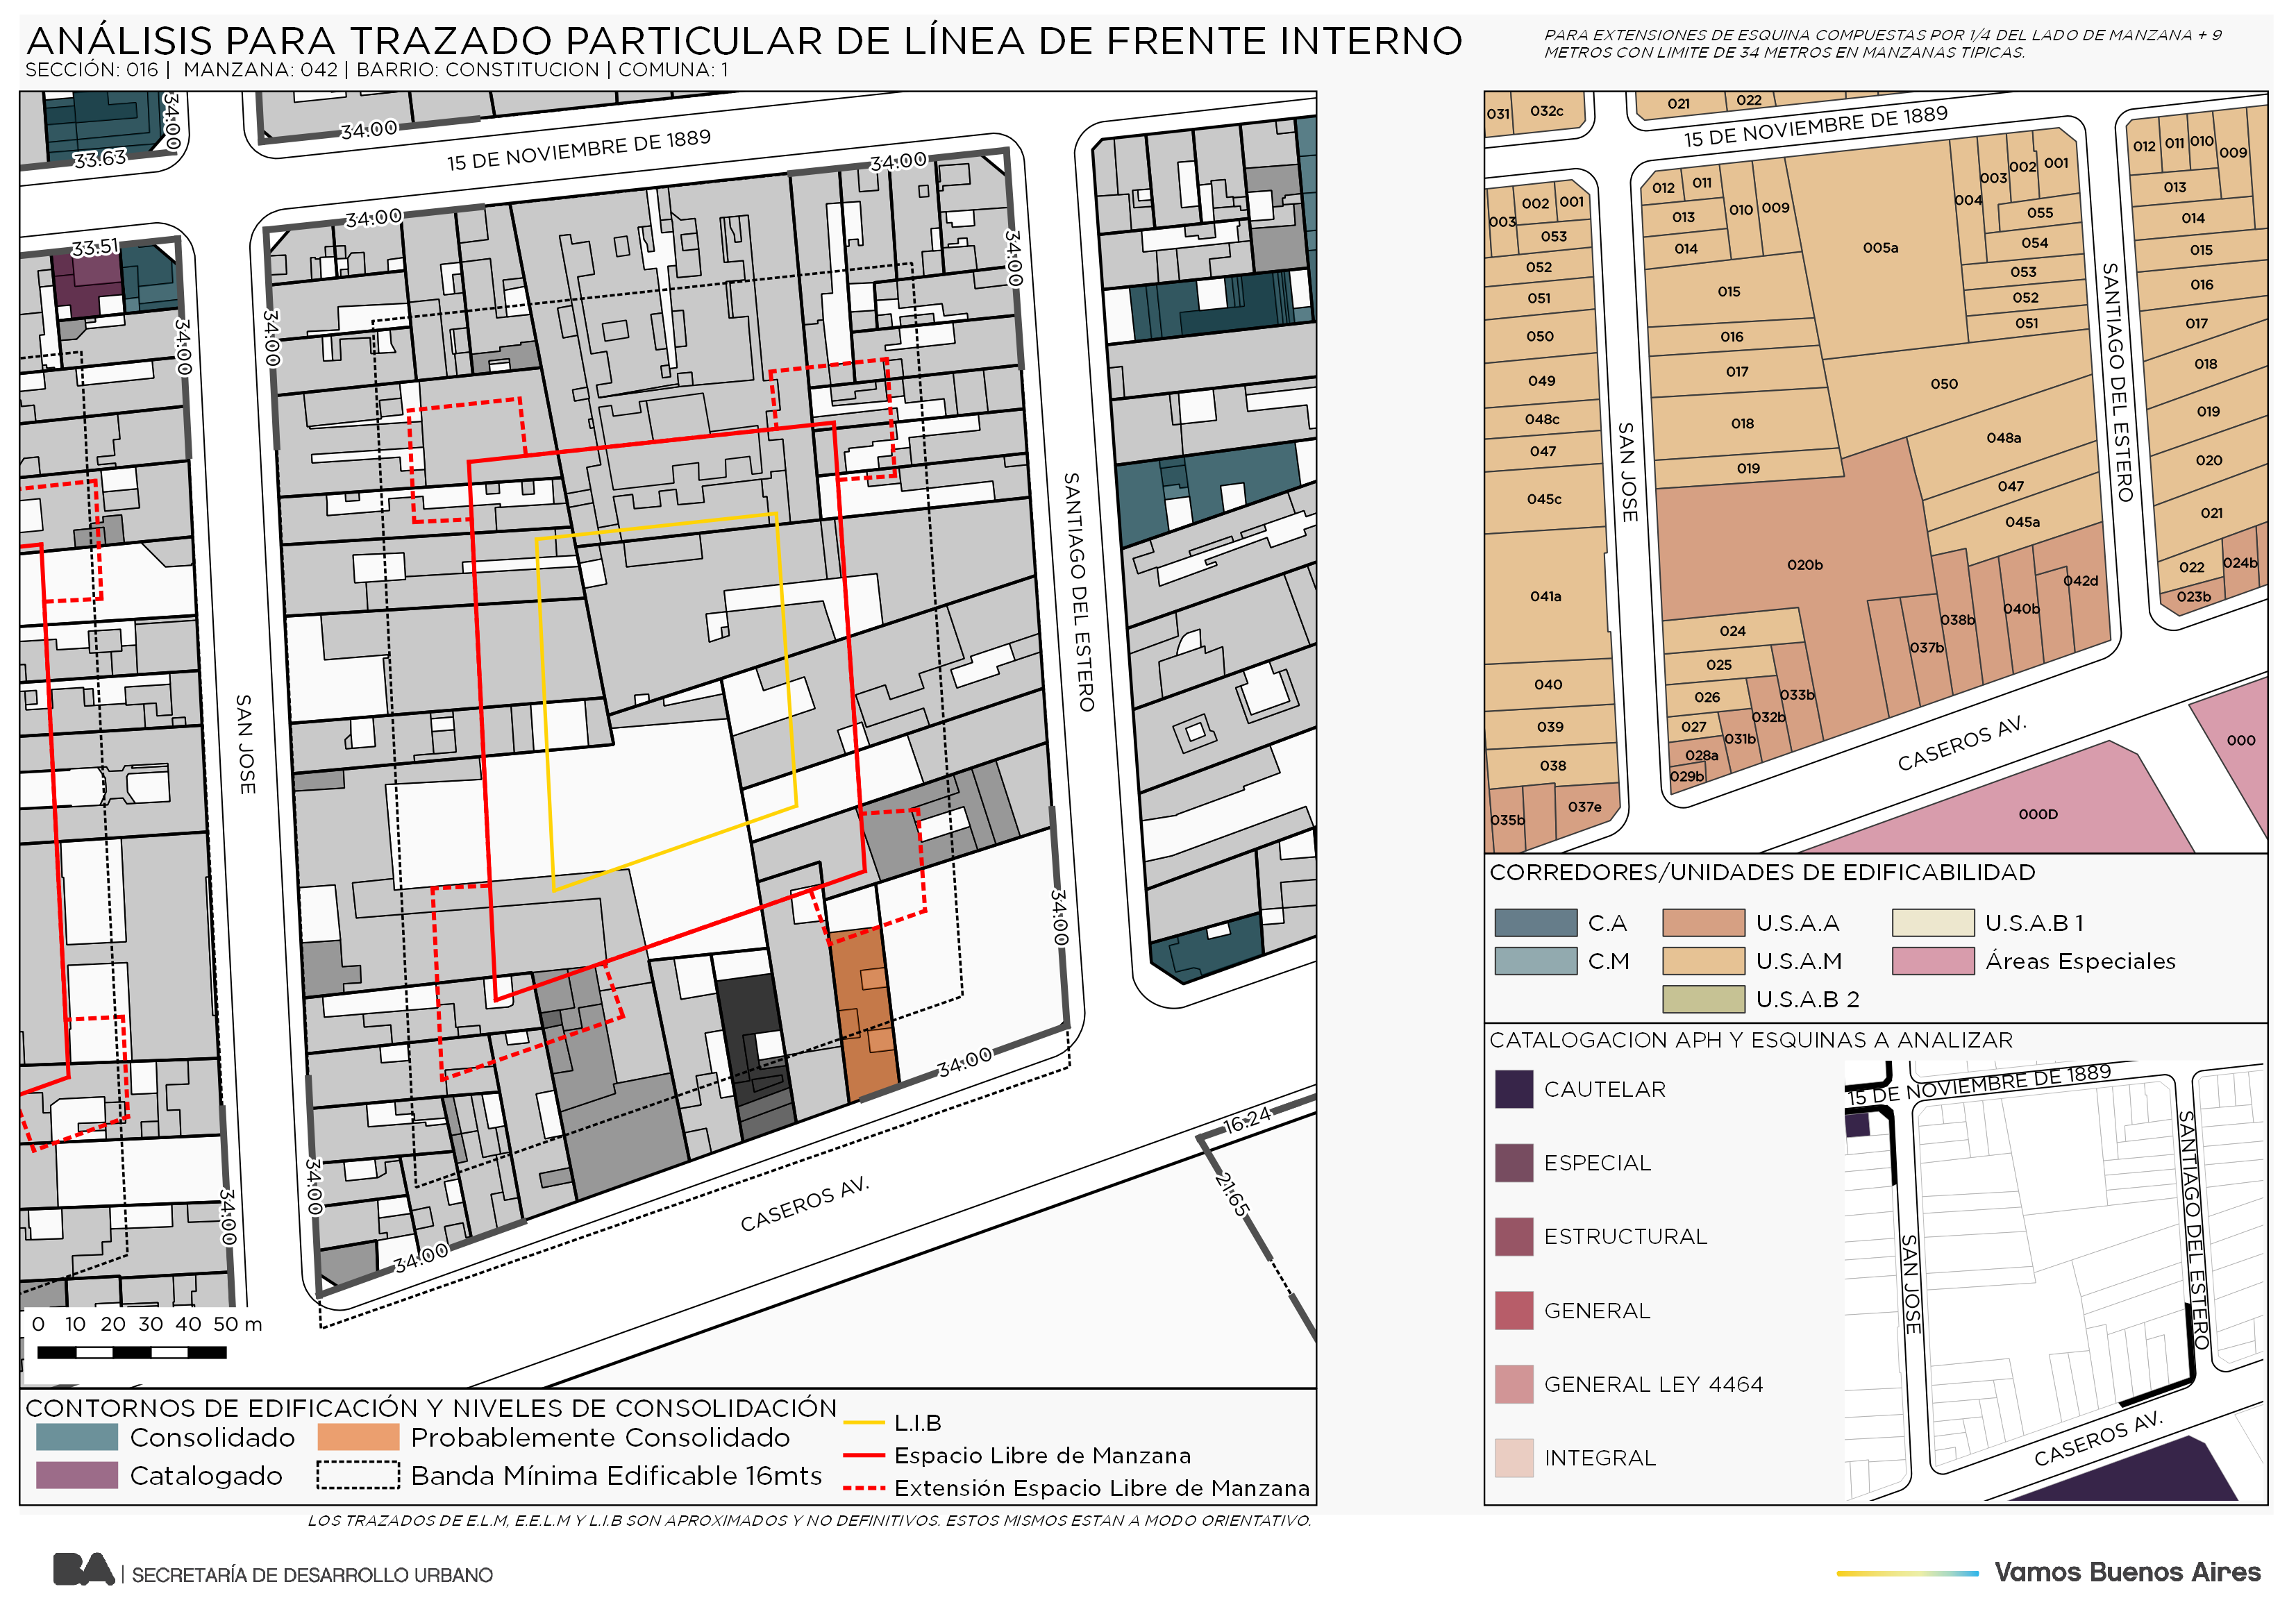 ANÁLISIS PARA TRAZADO PARTICULAR DE LÍNEA DE FRENTE INTERNO
SECCIÓN: 016 | MANZANA: 042 | BARRIO: CONSTITUCION | COMUNA: 1
PARA EXTENSIONES DE ESQUINA COMPUESTAS POR 1/4 DEL LADO DE MANZANA + 9
METROS CON LIMITE DE 34 METROS EN MANZANAS TIPICAS.
34:00
33.63
34.00
15 DE NOVIEMBRE DE 1889
34.00
34:00
33.51
34:00
34:00
34:00
SANTIAGO DEL ESTERO
SAN JOSE
34:00
34:00
34:00
34:00
34:00
CASEROS AV.
16.24
21.65
0 10 20 30 40 50 m
031
032c
021
022
15 DE NOVIEMBRE DE 1889
003
002
001
053
052
051
050
049
048c
047
045c
041a
040
039
038
037e
035b
SAN JOSE
012
011
010
009
013
014
015
016
017
018
019
005a
004
003
002
001
055
054
053
052
051
050
048a
047
045a
020b
042d
040b
038b
037b
024
025
026
027
028a
029b
031b
032b
033b
SANTIAGO DEL ESTERO
012
011
010
009
013
014
015
016
017
018
019
020
021
022
024b
023b
CASEROS AV.
000
000D
CORREDORES/UNIDADES DE EDIFICABILIDAD
C.A
U.S.A.A
U.S.A.B 1
C.M
U.S.A.M
Áreas Especiales
U.S.A.B 2
CATALOGACION APH Y ESQUINAS A ANALIZAR
CAUTELAR
ESPECIAL
ESTRUCTURAL
GENERAL
GENERAL LEY 4464
INTEGRAL
15 DE NOVIEMBRE DE 1889
SANTIAGO DEL ESTERO
SAN JOSE
CASEROS AV.
CONTORNOS DE EDIFICACIÓN Y NIVELES DE CONSOLIDACIÓN
Consolidado
Probablemente Consolidado
Catalogado
Banda Mínima Edificable 16mts
L.I.B
Espacio Libre de Manzana
Extensión Espacio Libre de Manzana
LOS TRAZADOS DE E.L.M, E.E.L.M Y L.I.B SON APROXIMADOS Y NO DEFINITIVOS. ESTOS MISMOS ESTAN A MODO ORIENTATIVO.
BA | SECRETARÍA DE DESARROLLO URBANO
Vamos Buenos Aires